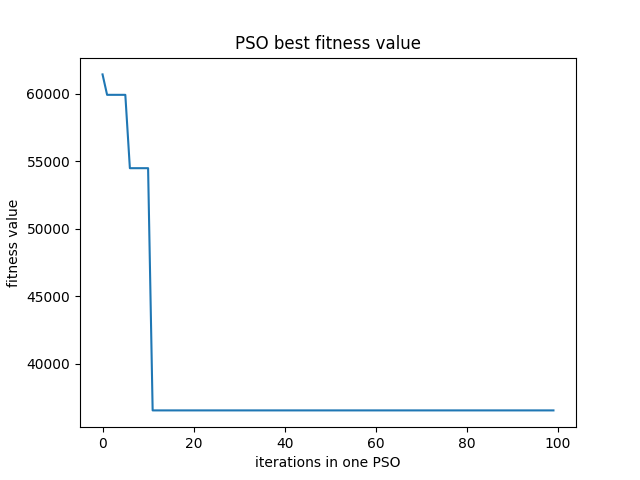 PSO best fitness value
fitness value
60000
55000
50000
45000
40000
0 20 40 60 80 100
iterations in one PSO